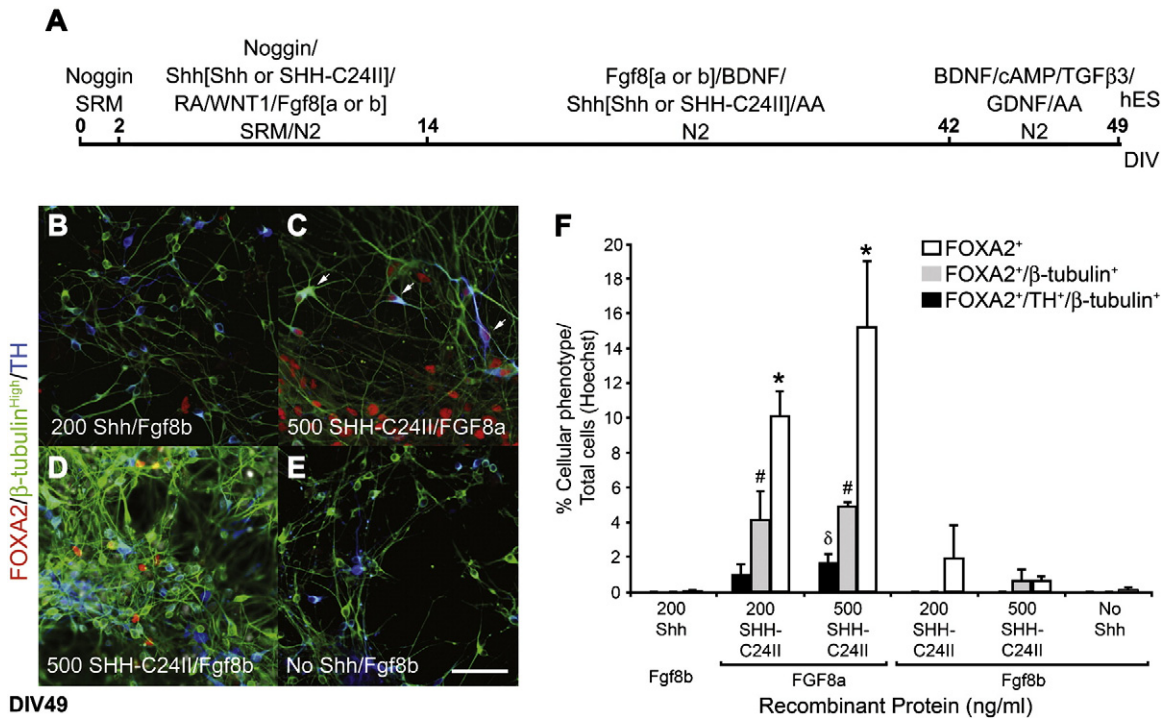 A
Noggin
SRM
0 2
Noggin/
Shh[Shh or SHH-C24II]/
RA/WNT1/Fgf8[a or b]
SRM/N2
14
Fgf8[a or b]/BDNF/
Shh[Shh or SHH-C24II]/AA
N2
42
BDNF/cAMP/TGFβ3/
GDNF/AA
N2
49
hES
DIV
FOXA2/β-tubulinHigh/TH
B
200 Shh/Fgf8b
C
500 SHH-C24II/FGF8a
D
500 SHH-C24II/Fgf8b
E
No Shh/Fgf8b
DIV49
F
% Cellular phenotype/
Total cells (Hoechst)
20
18
16
14
12
10
8
6
4
2
0
FOXA2⁺
FOXA2⁺/β-tubulin⁺
FOXA2⁺/TH⁺/β-tubulin⁺
# *
δ # *
200
Shh
200
SHH-
C24II
500
SHH-
C24II
200
SHH-
C24II
500
SHH-
C24II
No
Shh
Fgf8b
FGF8a
Fgf8b
Recombinant Protein (ng/ml)